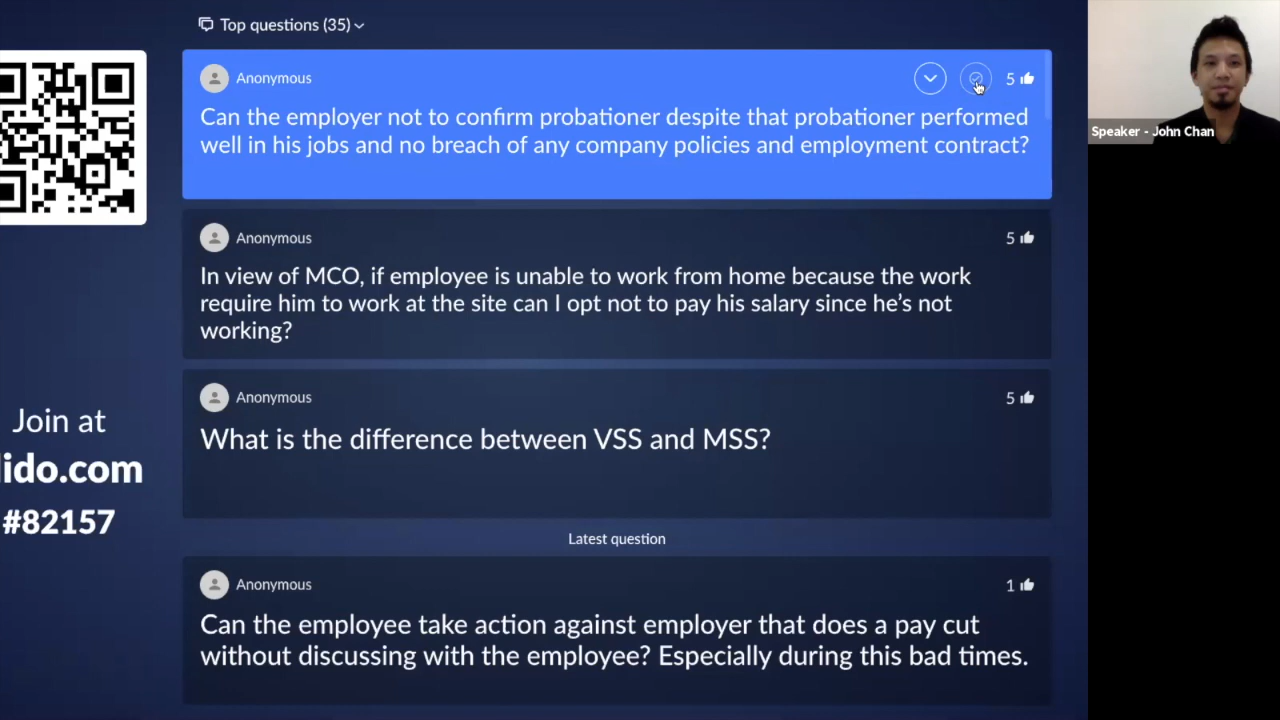 Top questions (35)
Anonymous
5
Can the employer not to confirm probationer despite that probationer performed
well in his jobs and no breach of any company policies and employment contract?
Anonymous
5
In view of MCO, if employee is unable to work from home because the work
require him to work at the site can I opt not to pay his salary since he's not
working?
Anonymous
5
What is the difference between VSS and MSS?
Latest question
Anonymous
1
Can the employee take action against employer that does a pay cut
without discussing with the employee? Especially during this bad times.
Join at
lido.com
#82157
Speaker - John Chan